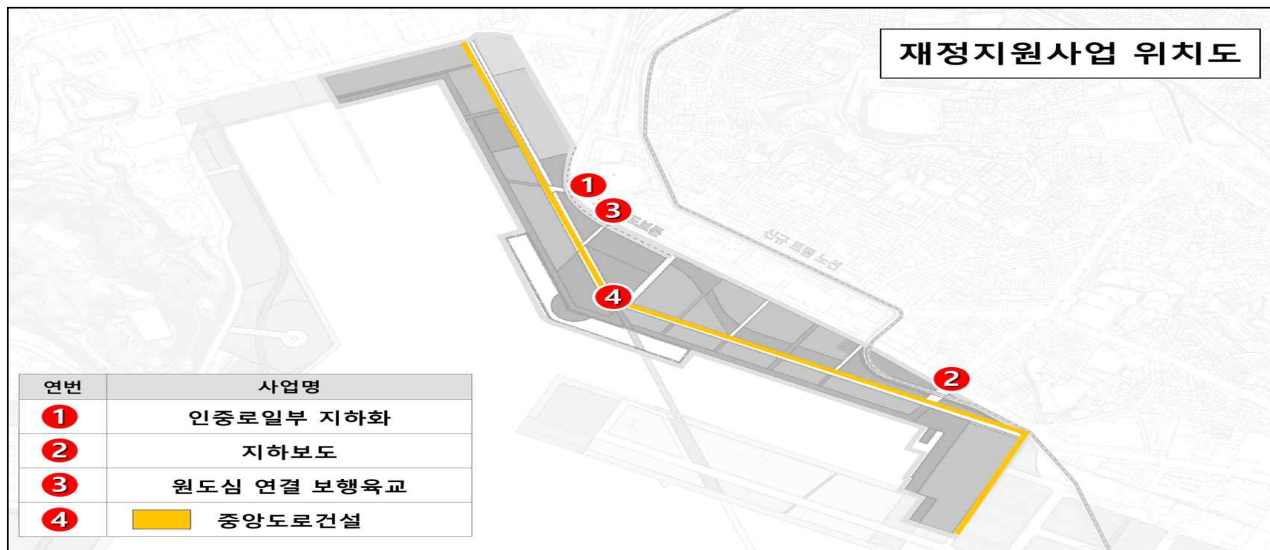 재정지원사업 위치도
1
3
4
2
연번 사업명
1 인중로일부 지하화
2 지하보도
3 원도심 연결 보행육교
4 중앙도로건설